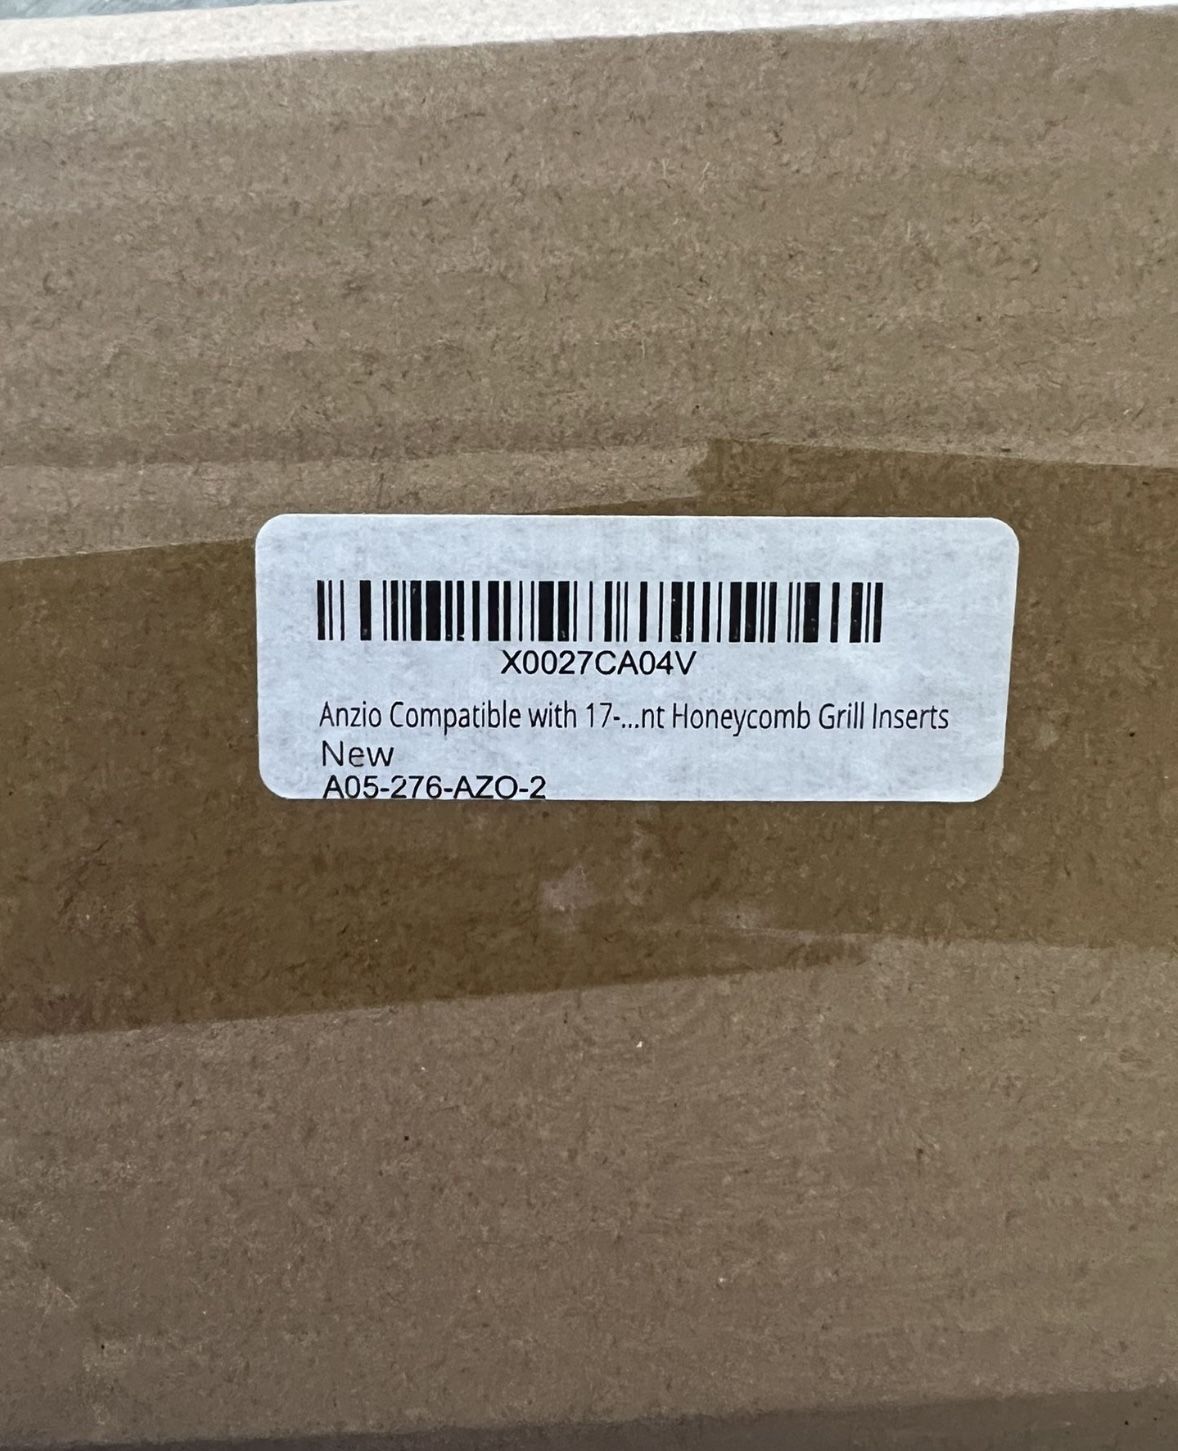 X0027CA04V
Anzio Compatible with 17-...nt Honeycomb Grill Inserts
New
A05-276-AZO-2